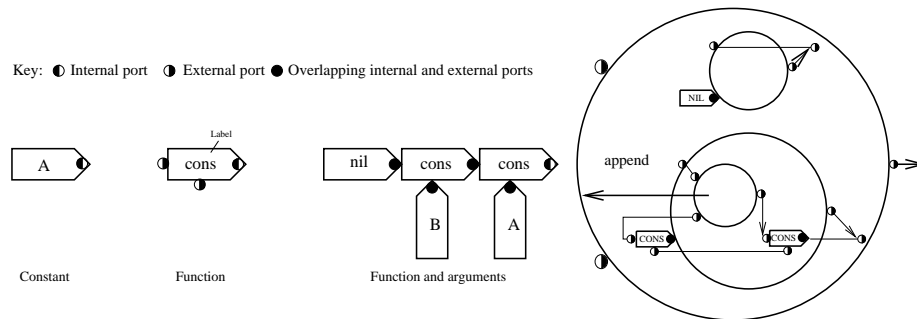 Key: Internal port External port Overlapping internal and external ports
NIL
Label
A
cons
nil cons cons
append
B
A
CONS
CONS
Constant
Function
Function and arguments